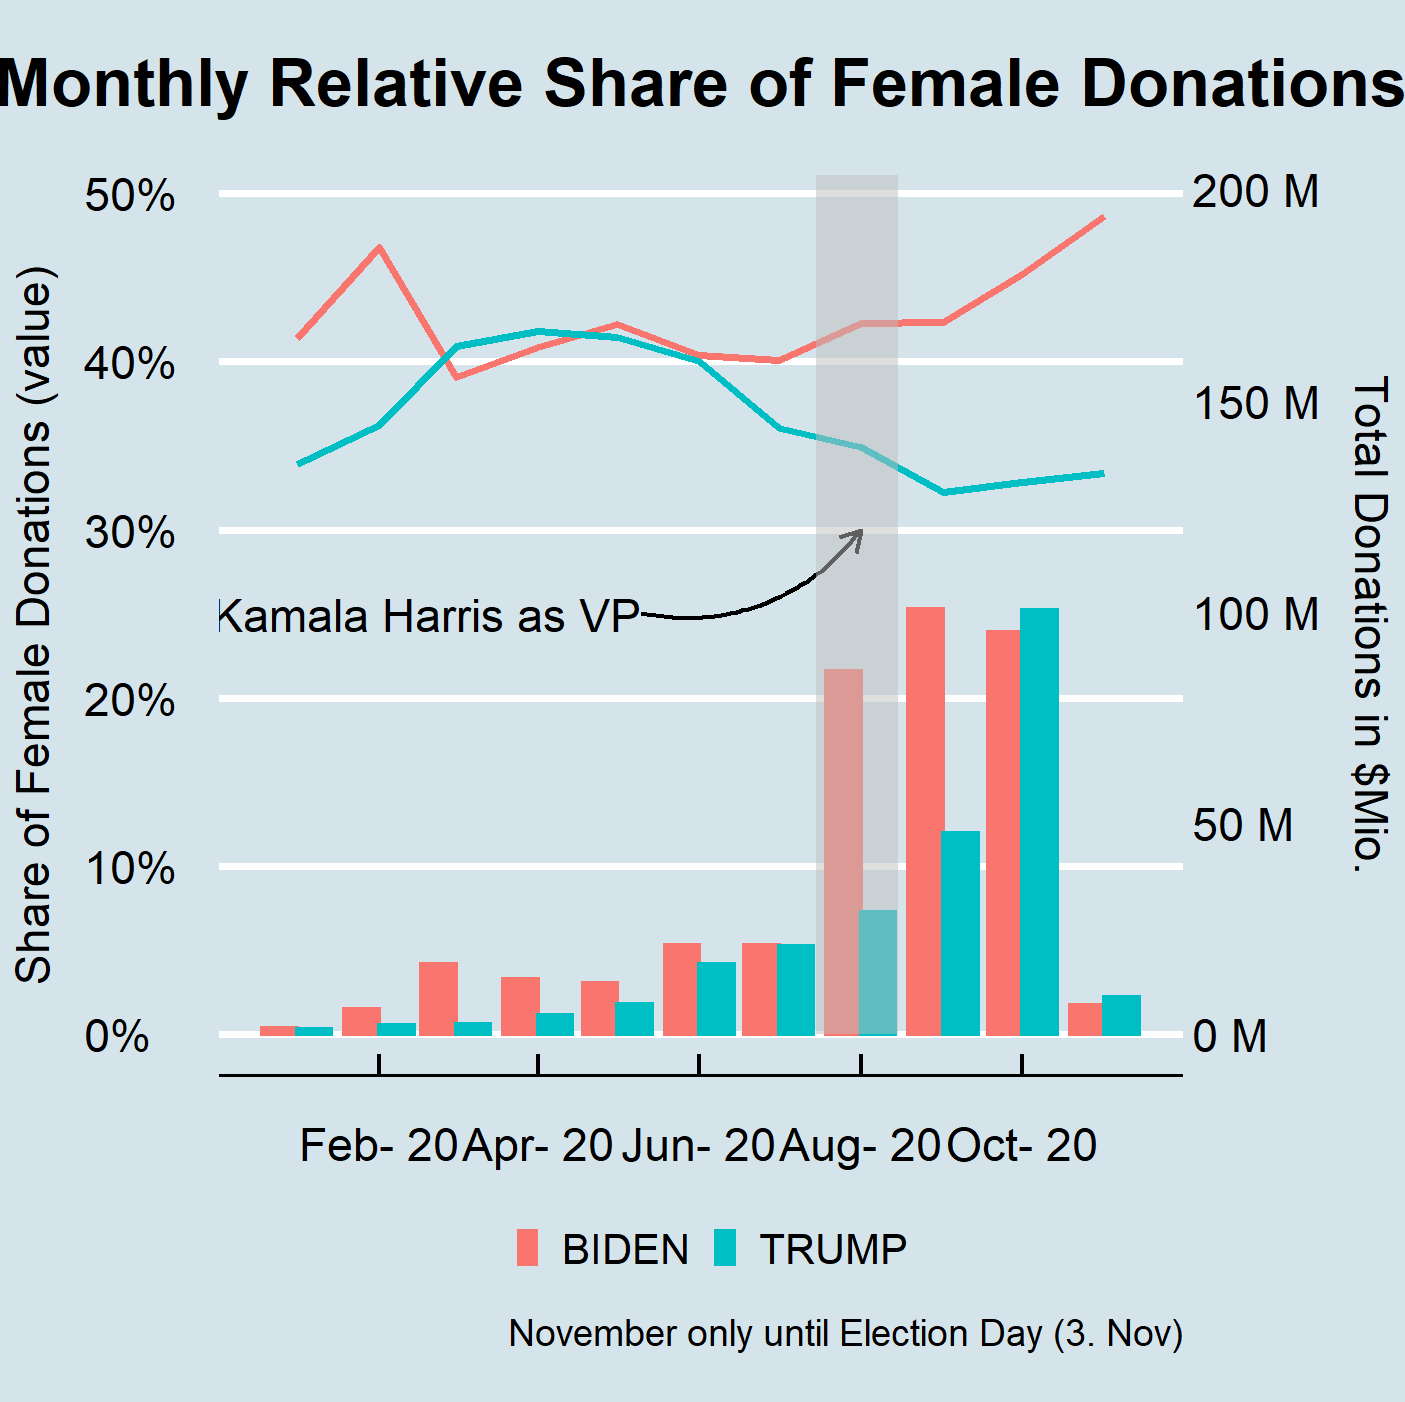 Monthly Relative Share of Female Donations
Share of Female Donations (value)
50%
40%
30%
20%
10%
0%
200 M
150 M
100 M
50 M
0 M
Total Donations in $Mio.
Kamala Harris as VP
Feb- 20
Apr- 20
Jun- 20
Aug- 20
Oct- 20
BIDEN
TRUMP
November only until Election Day (3. Nov)